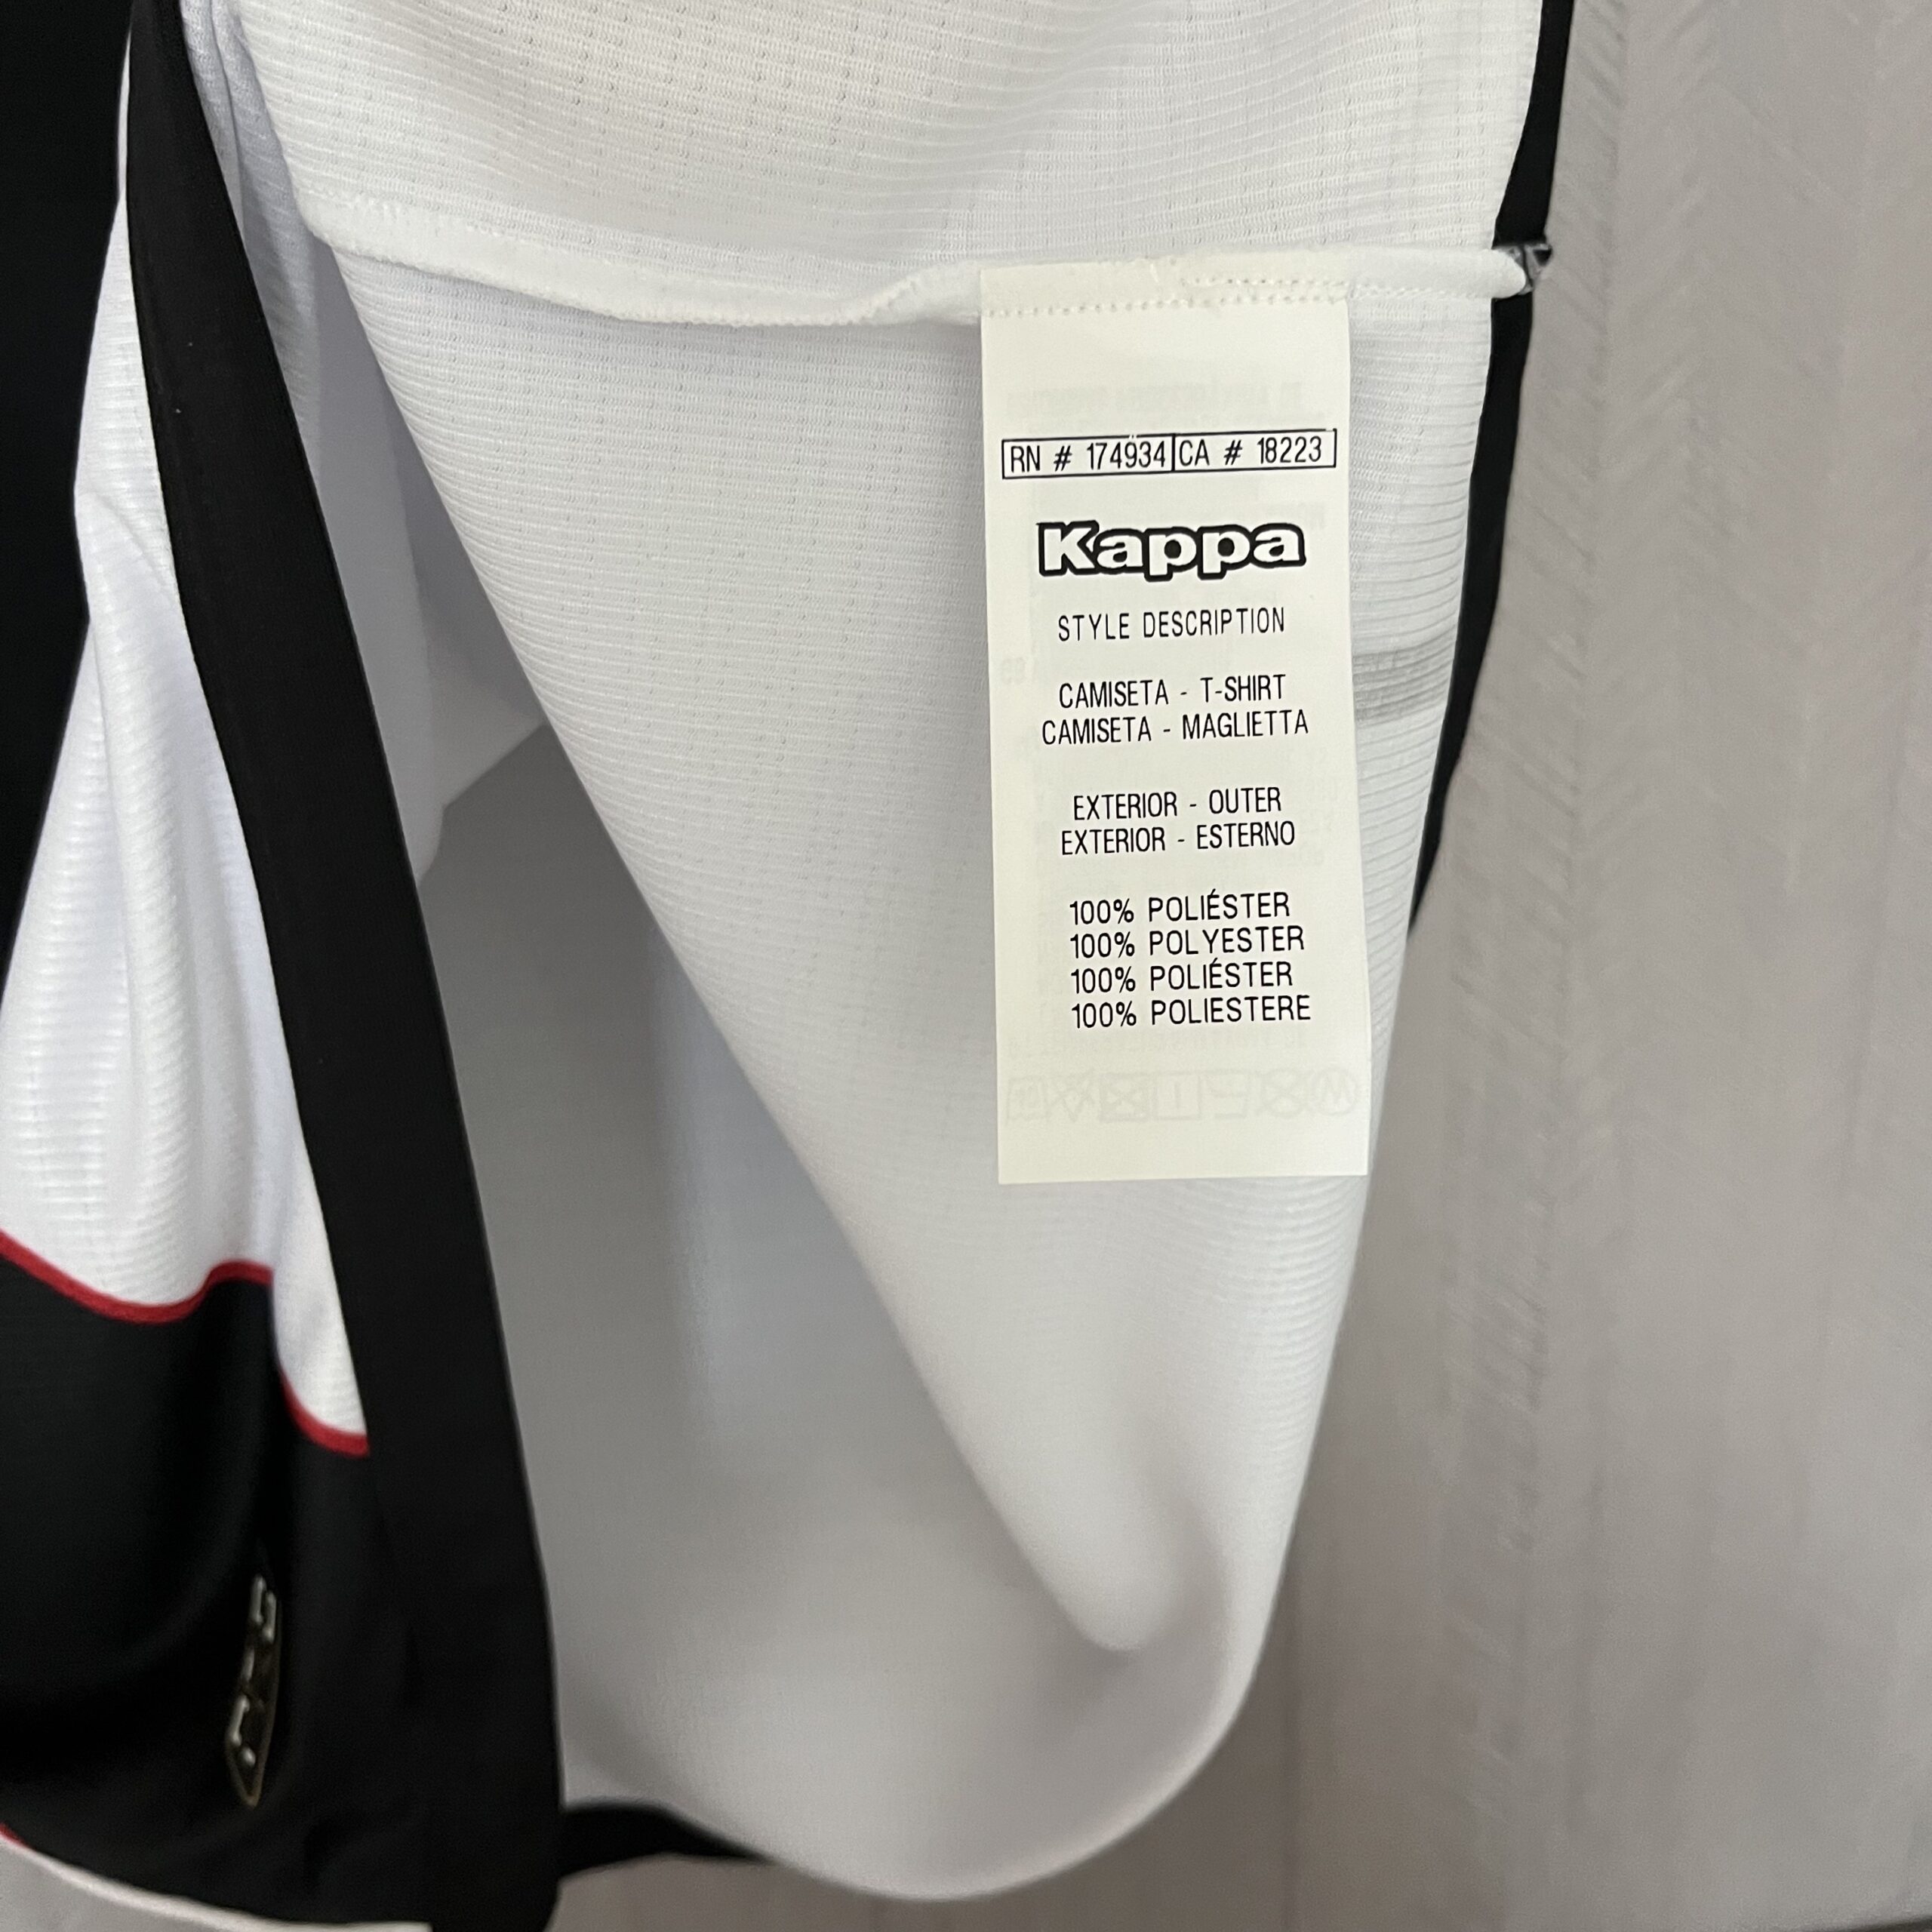 RN # 174934 CA # 18223
Kappa
STYLE DESCRIPTION
CAMISETA - T-SHIRT
CAMISETA - MAGLIETTA
EXTERIOR - OUTER
EXTERIOR - ESTERNO
100% POLIÉSTER
100% POLYESTER
100% POLIÉSTER
100% POLIESTERE